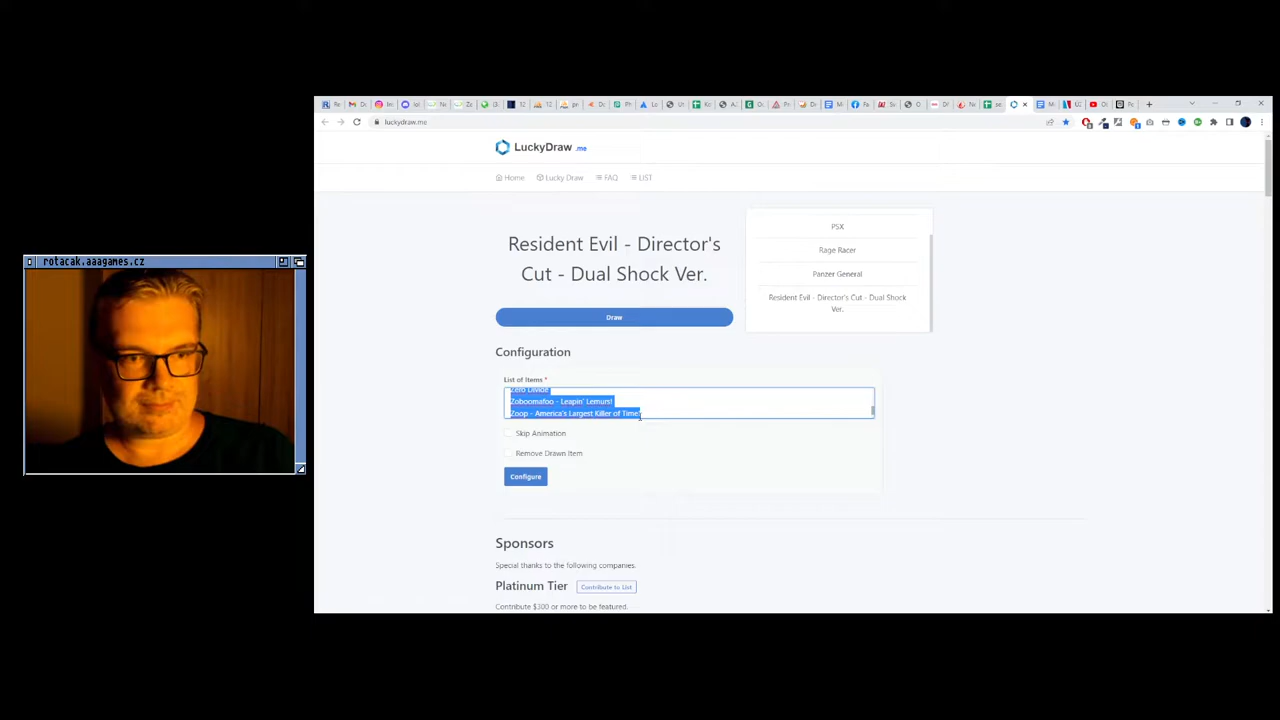 rotacak.aaagames.cz
luckydraw.me
LuckyDraw .me
Home
Lucky Draw
FAQ
LIST
Resident Evil - Director's
Cut - Dual Shock Ver.
Draw
PSX
Rage Racer
Panzer General
Resident Evil - Director's Cut - Dual Shock
Ver.
Configuration
List of Items *
Zero Divide
Zoboomafoo - Leapin' Lemurs!
Zoop - America's Largest Killer of Time!
Skip Animation
Remove Drawn Item
Configure
Sponsors
Special thanks to the following companies.
Platinum Tier
Contribute to List
Contribute $300 or more to be featured.